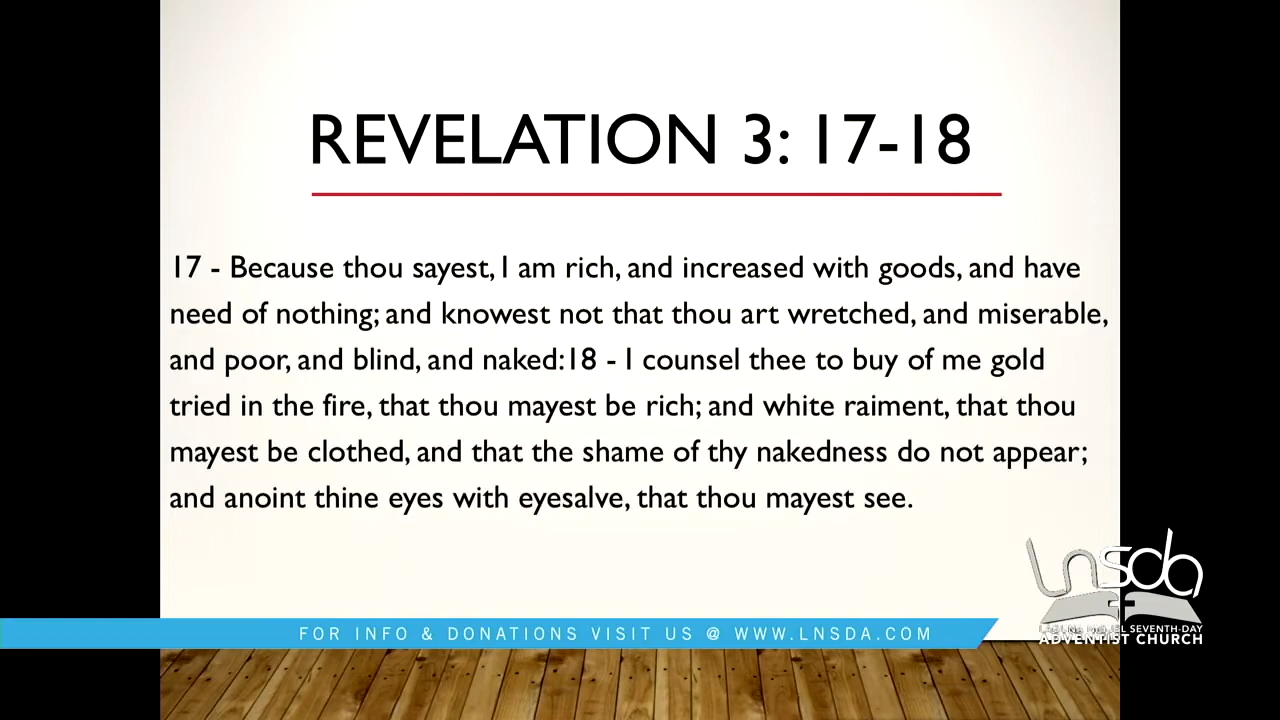 REVELATION 3: 17-18
17 - Because thou sayest, I am rich, and increased with goods, and have
need of nothing; and knowest not that thou art wretched, and miserable,
and poor, and blind, and naked:18 - I counsel thee to buy of me gold
tried in the fire, that thou mayest be rich; and white raiment, that thou
mayest be clothed, and that the shame of thy nakedness do not appear;
and anoint thine eyes with eyesalve, that thou mayest see.
lnsda
SEVENTH-DAY
ADVENTIST CHURCH
FOR INFO & DONATIONS VISIT US @ WWW.LNSDA.COM